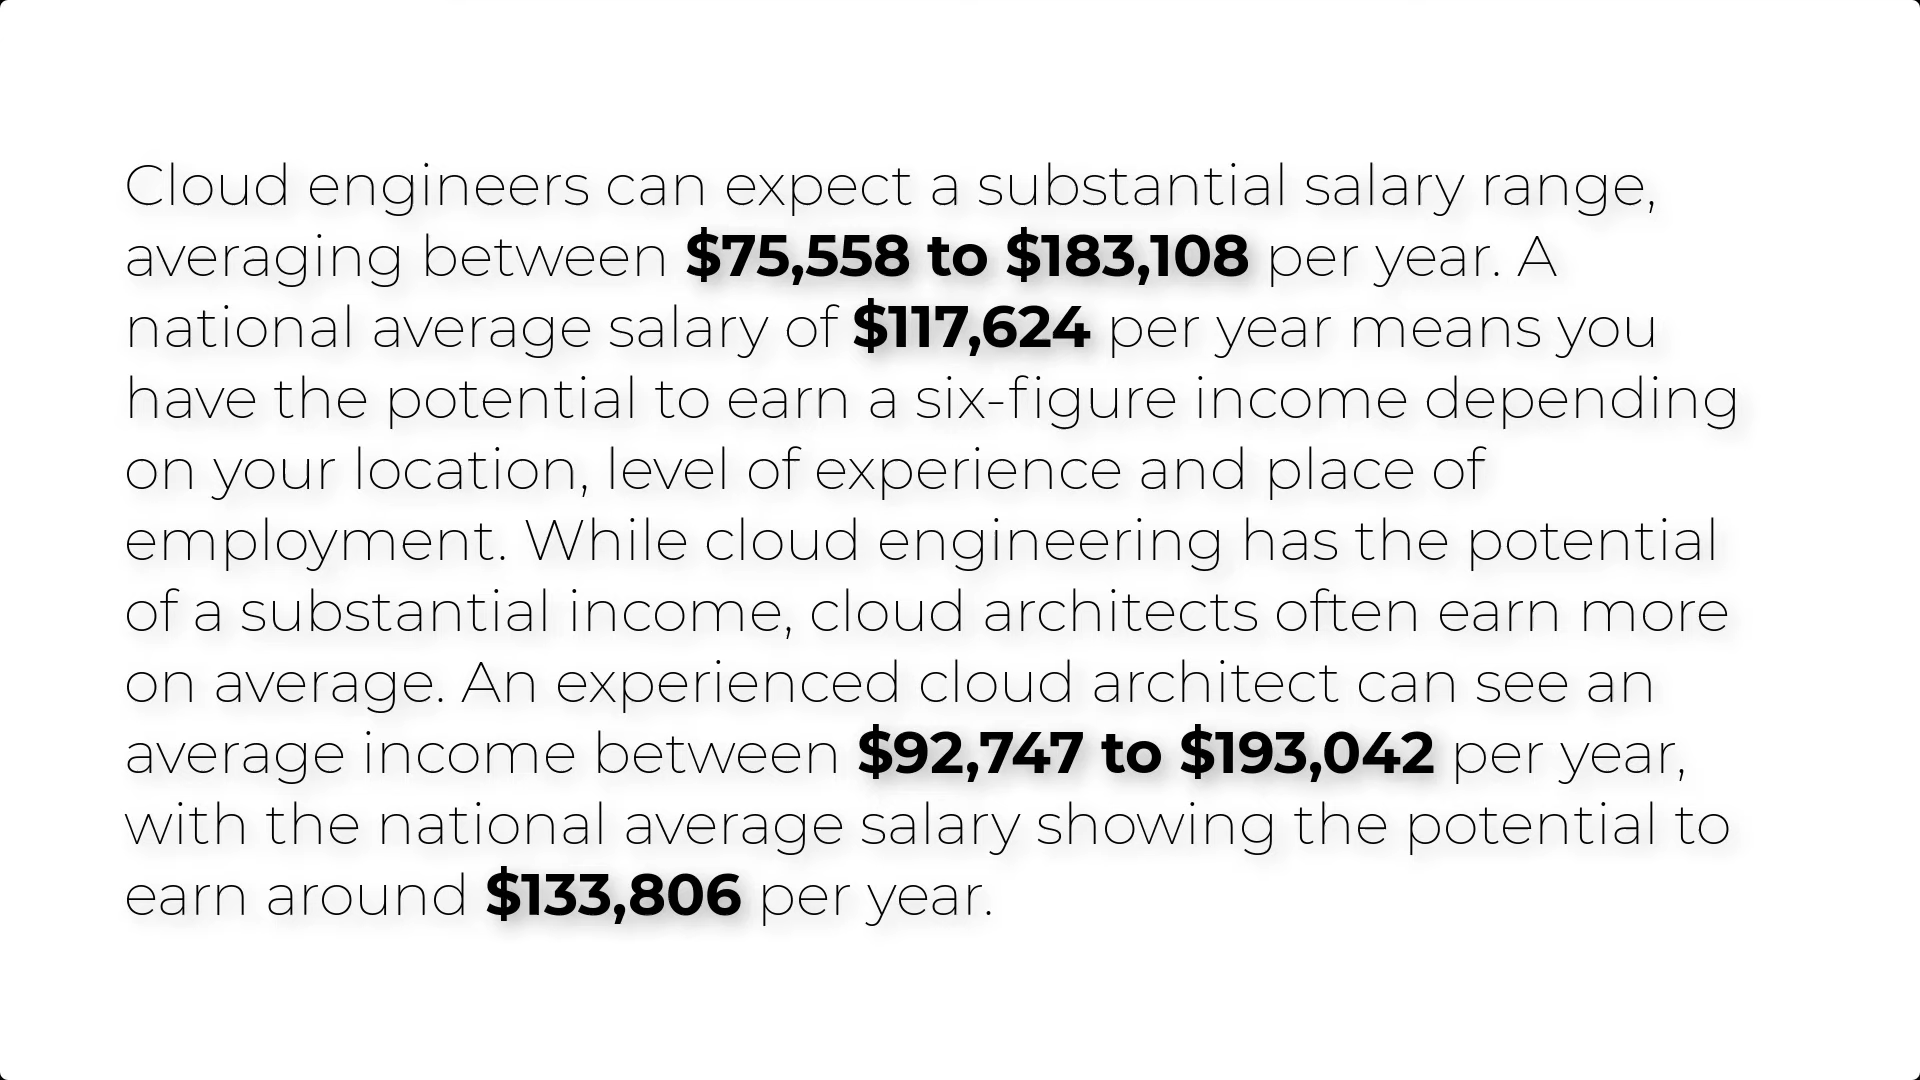 Cloud engineers can expect a substantial salary range,
averaging between $75,558 to $183,108 per year. A
national average salary of $117,624 per year means you
have the potential to earn a six-figure income depending
on your location, level of experience and place of
employment. While cloud engineering has the potential
of a substantial income, cloud architects often earn more
on average. An experienced cloud architect can see an
average income between $92,747 to $193,042 per year,
with the national average salary showing the potential to
earn around $133,806 per year.